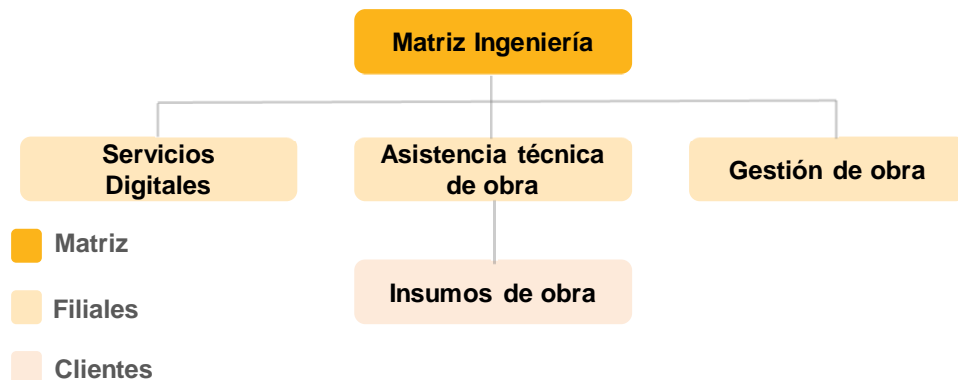 Matriz Ingeniería
Servicios
Digitales
Asistencia técnica
de obra
Gestión de obra
Insumos de obra
Matriz
Filiales
Clientes